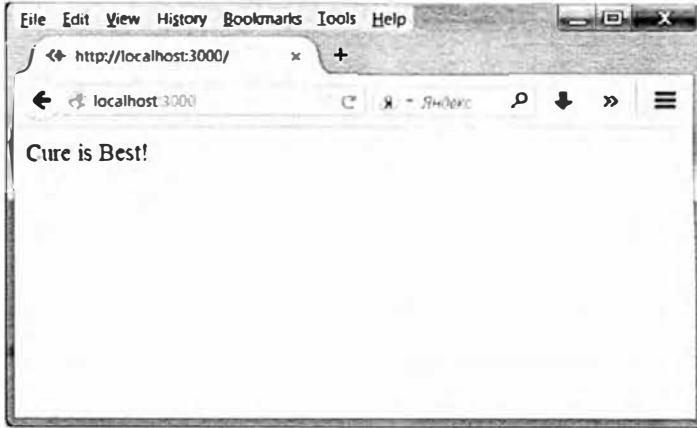 File Edit View History Bookmarks Tools Help
http://localhost:3000/
localhost:3000 Яндекс
Cure is Best!